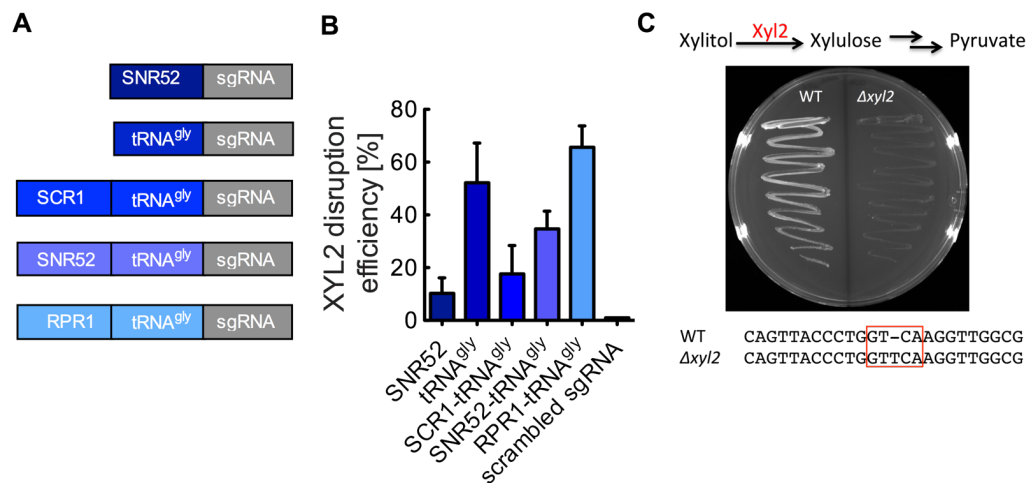 A
SNR52 sgRNA
tRNAgly sgRNA
SCR1 tRNAgly sgRNA
SNR52 tRNAgly sgRNA
RPR1 tRNAgly sgRNA
B
XYL2 disruption
efficiency [%]
80
60
40
20
0
SNR52
tRNAgly
SCR1-tRNAgly
SNR52-tRNAgly
RPR1-tRNAgly
scrambled sgRNA
C
Xyl2
Xylitol Xylulose Pyruvate
WT Δxyl2
WT CAGTTACCCTGGT-CAAGGTTGGCG
Δxyl2 CAGTTACCCTGGTTCAAGGTTGGCG